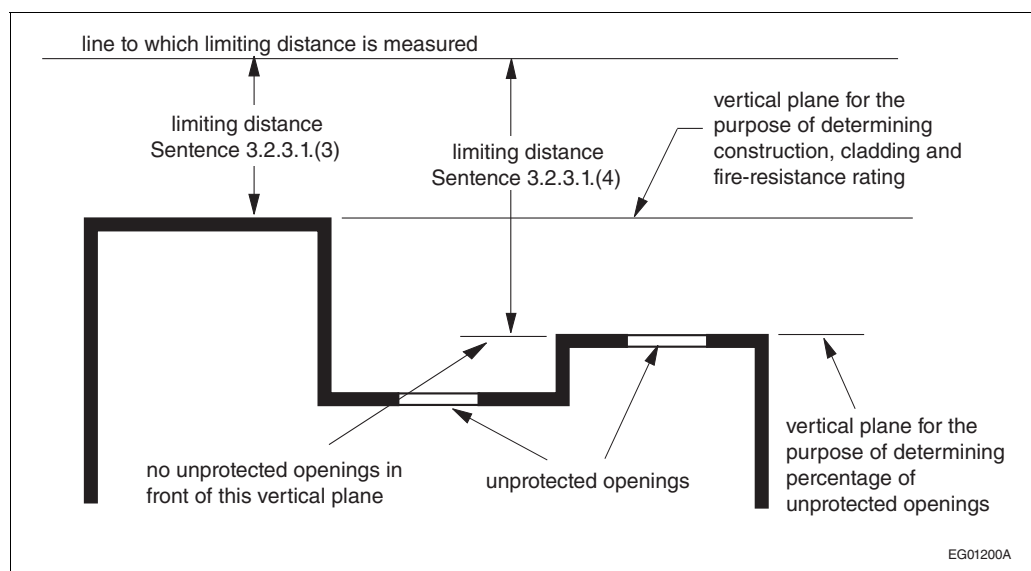 line to which limiting distance is measured
limiting distance
Sentence 3.2.3.1.(3)
limiting distance
Sentence 3.2.3.1.(4)
vertical plane for the
purpose of determining
construction, cladding and
fire-resistance rating
no unprotected openings in
front of this vertical plane
unprotected openings
vertical plane for the
purpose of determining
percentage of
unprotected openings
EG01200A